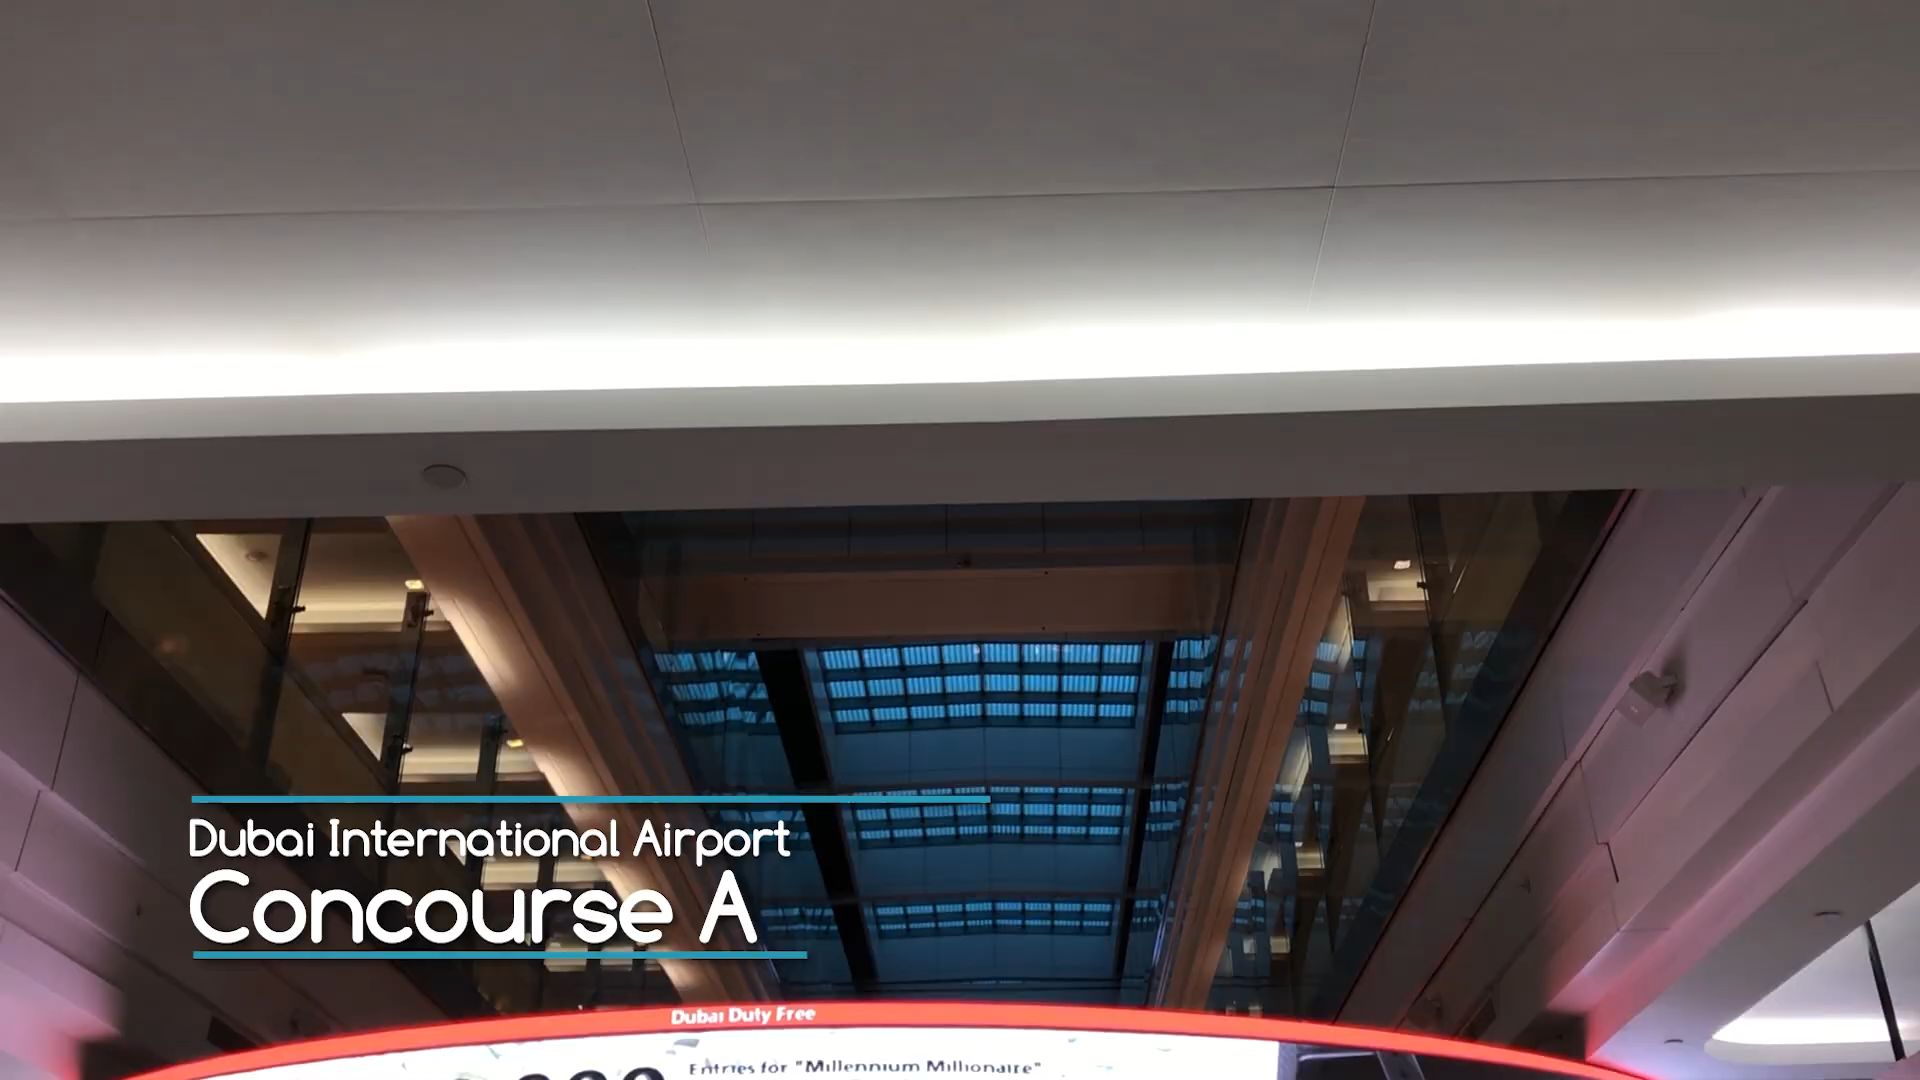 Dubai International Airport
Concourse A
Dubai Duty Free
Entries for "Millennium Millionaire"